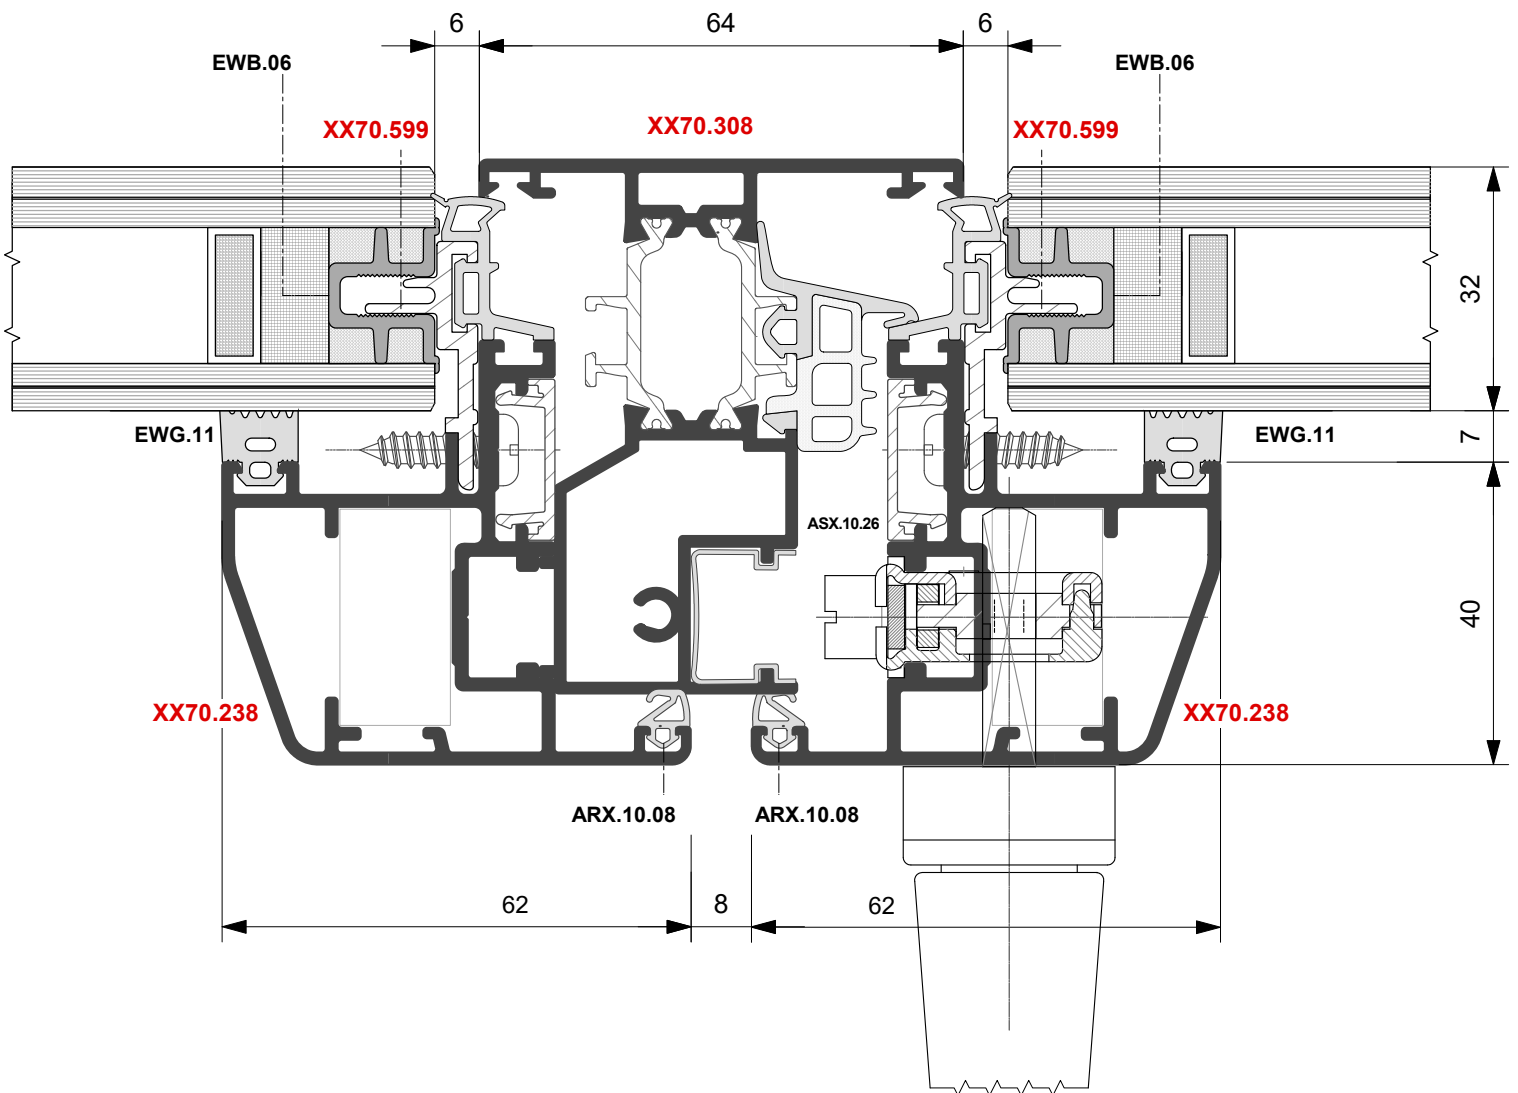 6
64
6
EWB.06
EWB.06
XX70.599
XX70.308
XX70.599
32
EWG.11
EWG.11
7
ASX.10.26
40
XX70.238
XX70.238
ARX.10.08
ARX.10.08
62
8
62